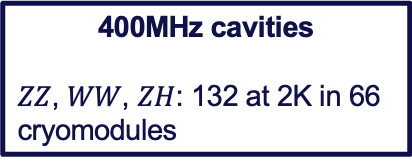 400MHz cavities
ZZ, WW, ZH: 132 at 2K in 66
cryomodules